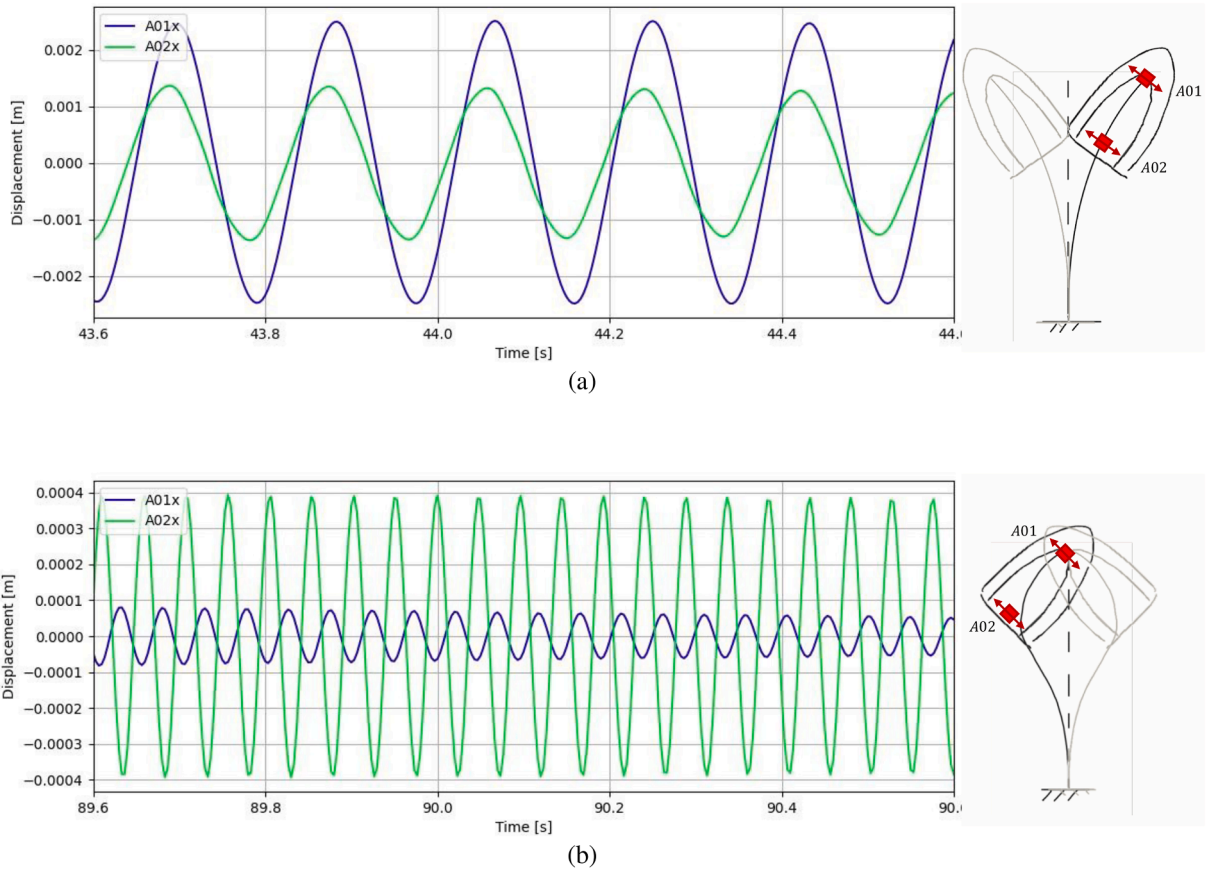 A01x
A02x
0.002
0.001
0.000
−0.001
−0.002
Displacement [m]
43.6 43.8 44.0 44.2 44.4 44.
Time [s]
A01
A02
(a)
A01x
A02x
0.0004
0.0003
0.0002
0.0001
0.0000
−0.0001
−0.0002
−0.0003
−0.0004
Displacement [m]
89.6 89.8 90.0 90.2 90.4 90.
Time [s]
A01
A02
(b)